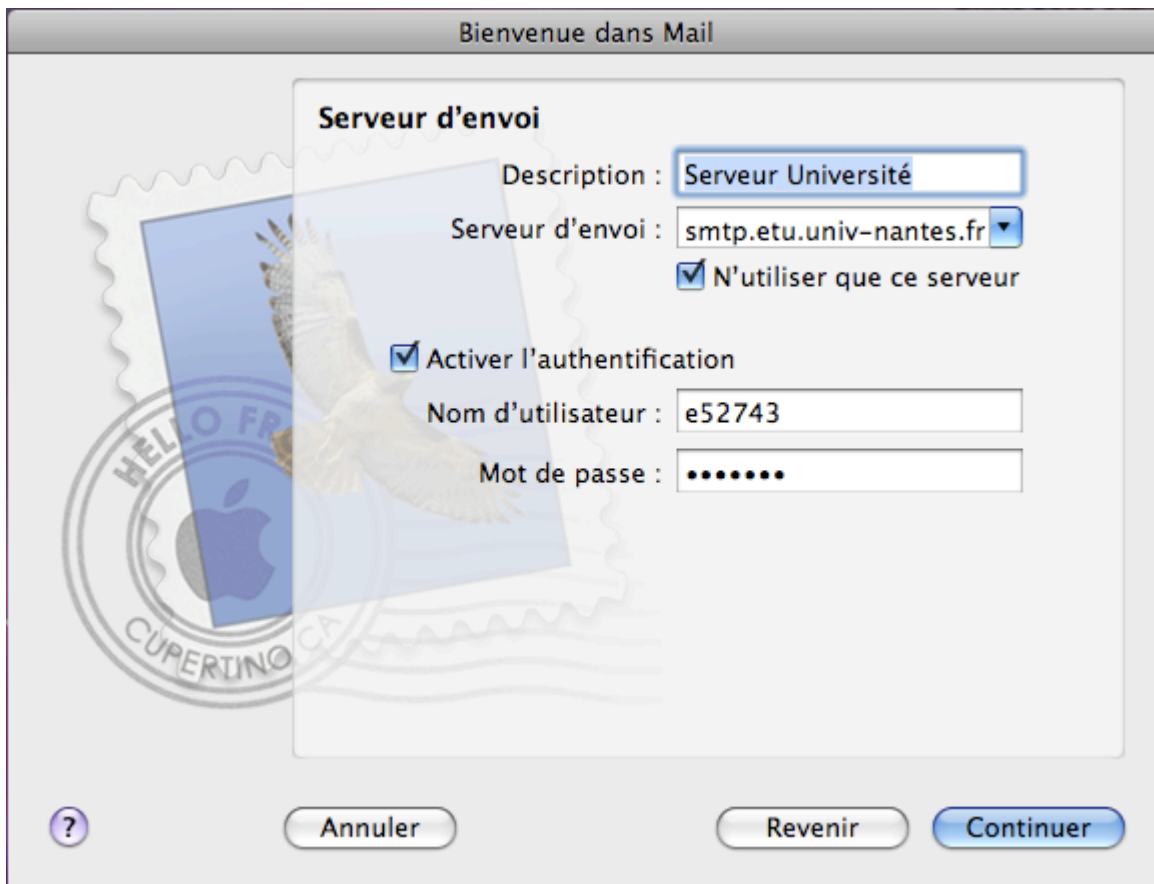 Bienvenue dans Mail
Serveur d'envoi
Description : Serveur Université
Serveur d'envoi : smtp.etu.univ-nantes.fr
N'utiliser que ce serveur
Activer l'authentification
Nom d'utilisateur : e52743
Mot de passe : •••••••
HELLO FR
CUPERTINO CA
? Annuler Revenir Continuer